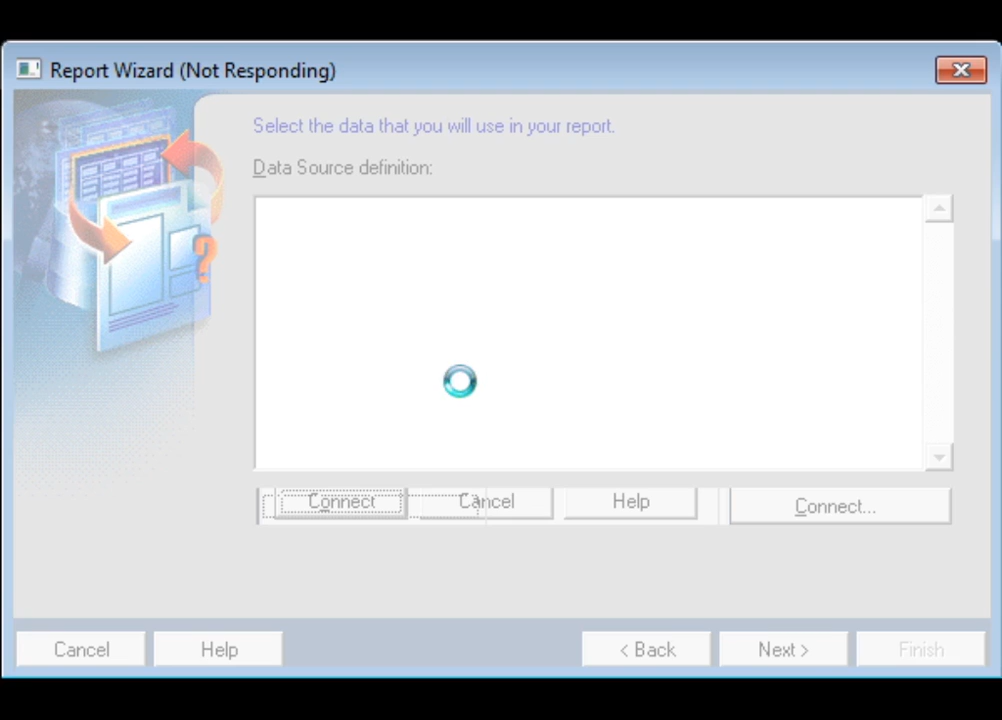 Report Wizard (Not Responding)
Select the data that you will use in your report.
Data Source definition:
?
Connect Cancel Help Connect...
Cancel Help < Back Next > Finish